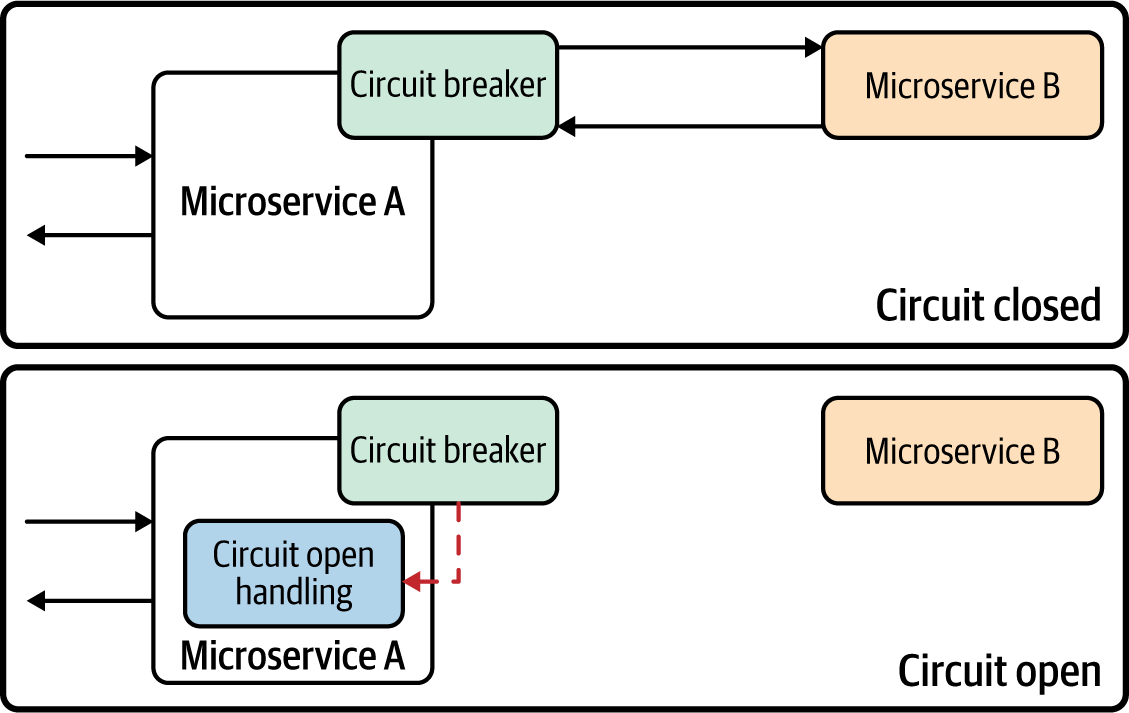 Circuit breaker
Microservice B
Microservice A
Circuit closed
Circuit breaker
Microservice B
Circuit open
handling
Microservice A
Circuit open